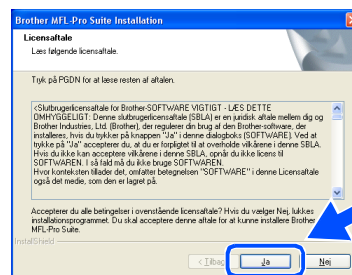 Brother MFL-Pro Suite Installation
Licensaftale
Læs følgende licensaftale.
Tryk på PGDN for at læse resten af aftalen.
<Slutbrugerlicensaftale for Brother-SOFTWARE VIGTIGT - LÆS DETTE
OMHYGGELIGT: Denne slutbrugerlicensaftale (SBLA) er en juridisk aftale mellem dig og
Brother Industries, Ltd. (Brother), der regulerer din brug af den Brother-software, der
installeres, hvis du trykker på knappen "Ja" i denne dialogboks (SOFTWARE). Ved at
trykke på "Ja" accepterer du, at du er forpligtet til at overholde vilkårene i denne SBLA.
Hvis du ikke kan acceptere vilkårene i denne SBLA, opnår du ikke licens til
SOFTWAREN. I så fald må du ikke bruge SOFTWAREN.
Hvor konteksten tillader det, omfatter betegnelsen "SOFTWARE" i denne Licensaftale
også det medie, som den er lagret på.
Accepterer du alle betingelser i ovenstående licensaftale? Hvis du vælger Nej, lukkes
installationsprogrammet. Du skal acceptere denne aftale for at kunne installere Brother
MFL-Pro Suite.
InstallShield
< Tilbage Ja Nej